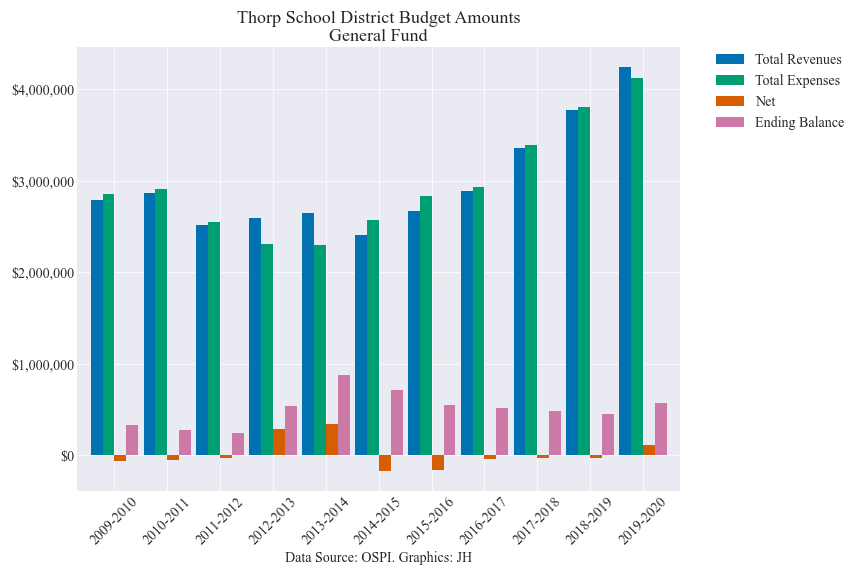 Thorp School District Budget Amounts
General Fund
Total Revenues
Total Expenses
Net
Ending Balance
$4,000,000
$3,000,000
$2,000,000
$1,000,000
$0
2009-2010
2010-2011
2011-2012
2012-2013
2013-2014
2014-2015
2015-2016
2016-2017
2017-2018
2018-2019
2019-2020
Data Source: OSPI. Graphics: JH